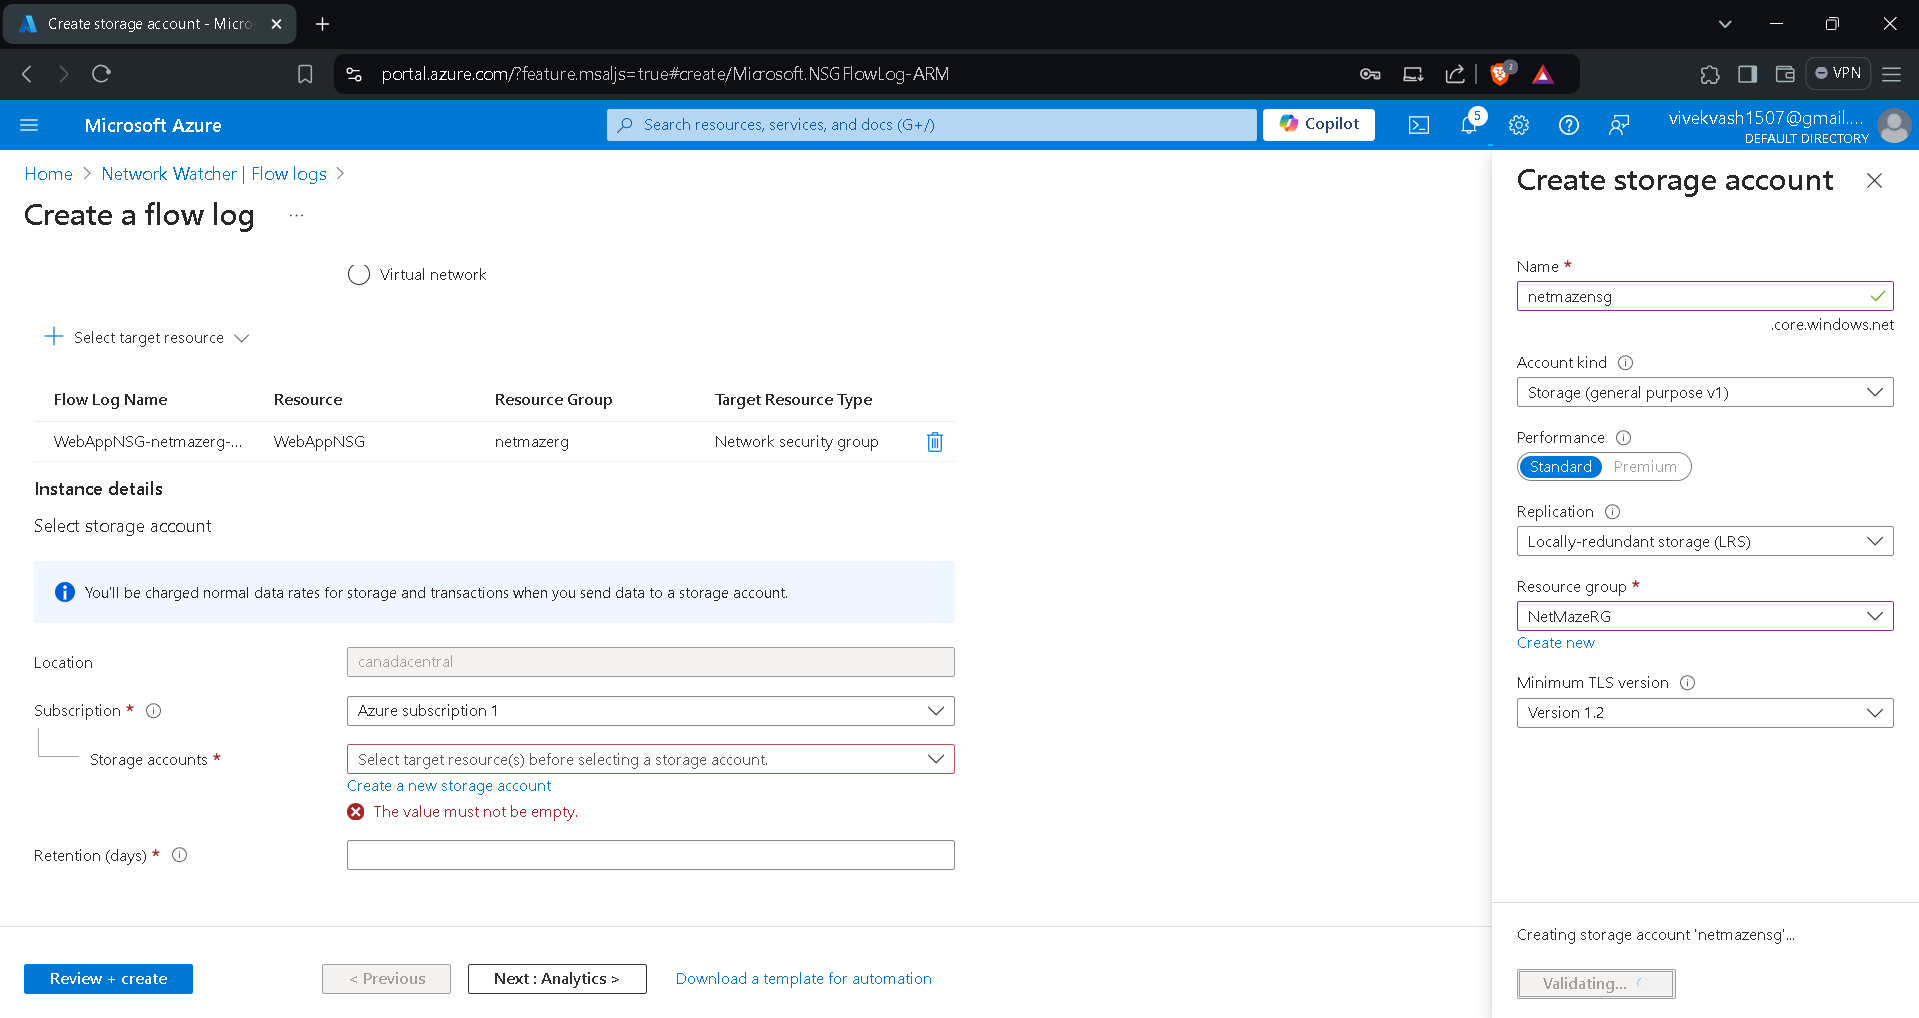 Create storage account - Micro
portal.azure.com/?feature.msaljs=true#create/Microsoft.NSGFlowLog-ARM
2
VPN
Microsoft Azure
Search resources, services, and docs (G+/)
Copilot
5
vivekvash1507@gmail....
DEFAULT DIRECTORY
Home > Network Watcher | Flow logs >
Create a flow log ...
Virtual network
Select target resource
Flow Log Name Resource Resource Group Target Resource Type
WebAppNSG-netmazerg-... WebAppNSG netmazerg Network security group
Instance details
Select storage account
You'll be charged normal data rates for storage and transactions when you send data to a storage account.
Location canadacentral
Subscription * Azure subscription 1
Storage accounts * Select target resource(s) before selecting a storage account.
Create a new storage account
The value must not be empty.
Retention (days) *
Review + create
< Previous
Next : Analytics >
Download a template for automation
Create storage account
Name *
netmazensg
.core.windows.net
Account kind
Storage (general purpose v1)
Performance
Standard Premium
Replication
Locally-redundant storage (LRS)
Resource group *
NetMazeRG
Create new
Minimum TLS version
Version 1.2
Creating storage account 'netmazensg'...
Validating...